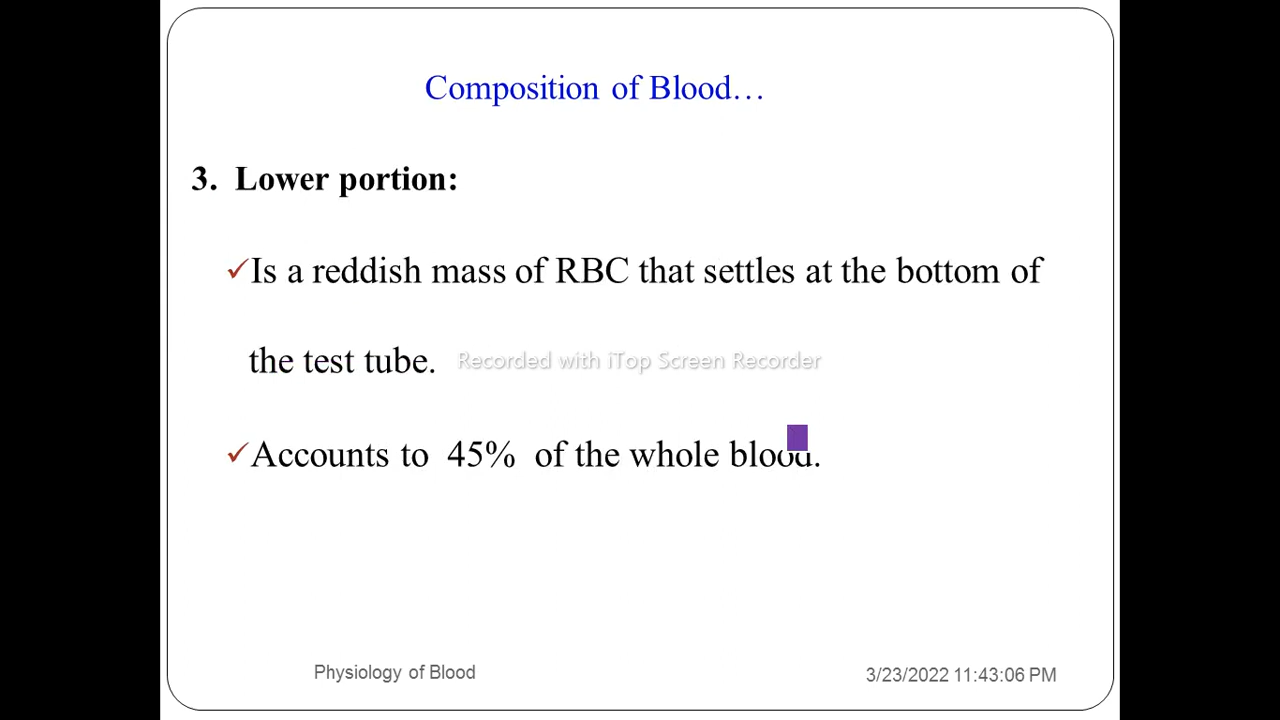 Composition of Blood…
3. Lower portion:
✓Is a reddish mass of RBC that settles at the bottom of
the test tube.
Recorded with iTop Screen Recorder
✓Accounts to 45% of the whole blood.
Physiology of Blood
3/23/2022 11:43:06 PM